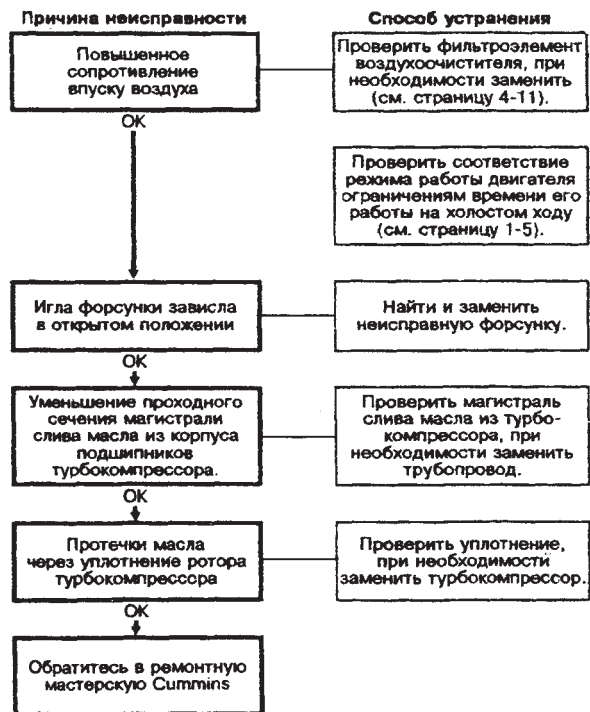 Причина неисправности
Способ устранения
Повышенное
сопротивление
впуску воздуха
Проверить фильтроэлемент
воздухоочистителя, при
необходимости заменить
(см. страницу 4-11).
ОК
Проверить соответствие
режима работы двигателя
ограничениям времени его
работы на холостом ходу
(см. страницу 1-5).
Игла форсунки зависла
в открытом положении
Найти и заменить
неисправную форсунку.
ОК
Уменьшение проходного
сечения магистрали
слива масла из корпуса
подшипников
турбокомпрессора.
Проверить магистраль
слива масла из турбо-
компрессора, при
необходимости заменить
трубопровод.
ОК
Протечки масла
через уплотнение ротора
турбокомпресссра
Проверить уплотнение,
при необходимости
заменить турбокомпрессор.
ОК
Обратитесь в ремонтную
мастерскую Cummins